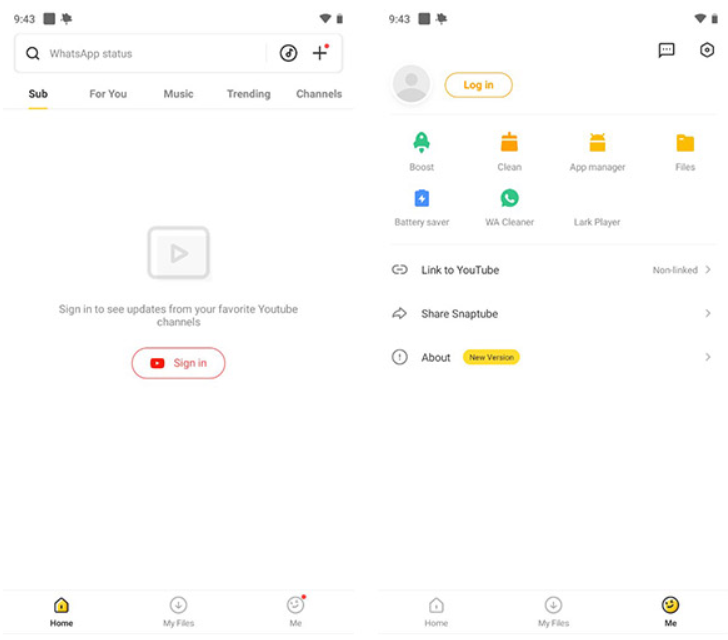 9:43
WhatsApp status
Sub For You Music Trending Channels
Sign in to see updates from your favorite Youtube
channels
Sign in
Home My Files Me
9:43
Log in
Boost Clean App manager Files
Battery saver WA Cleaner Lark Player
Link to YouTube Non-linked
Share Snaptube
About New Version
Home My Files Me